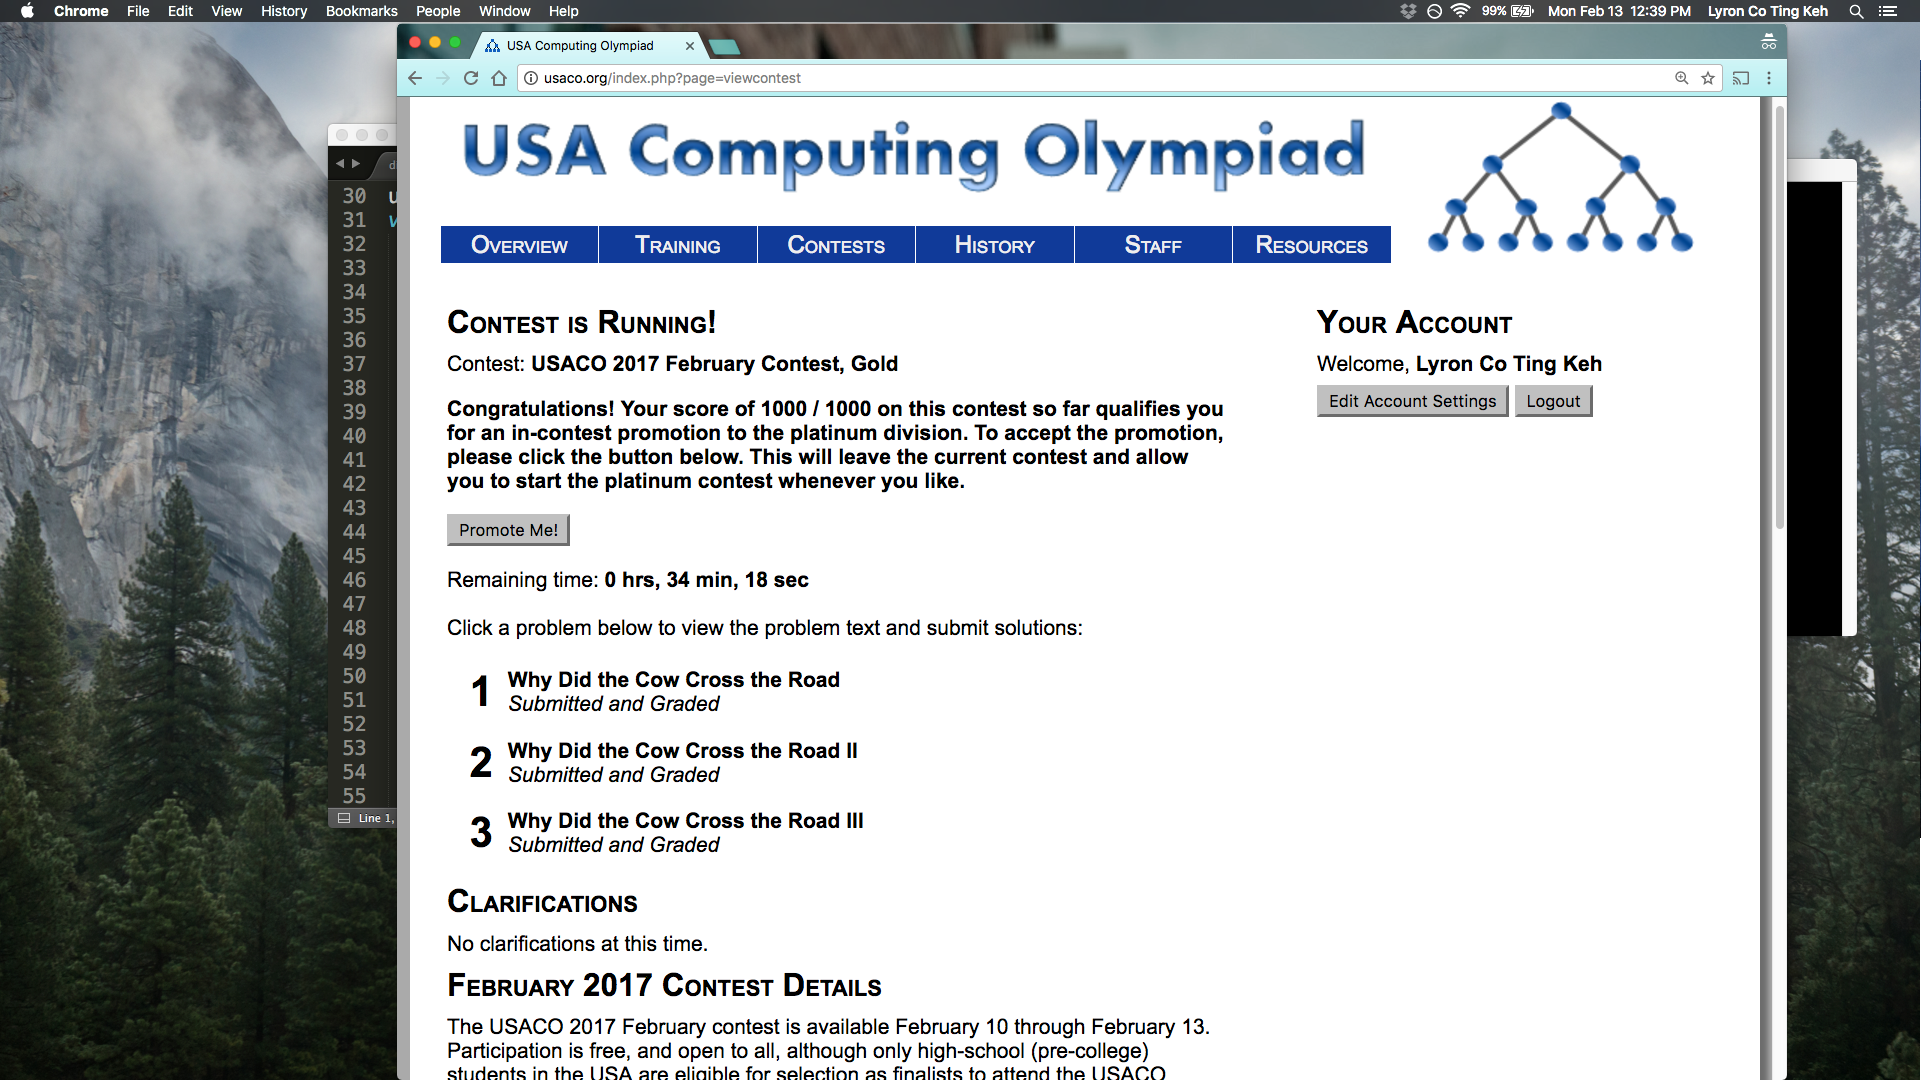 Chrome File Edit View History Bookmarks People Window Help 99% Mon Feb 13 12:39 PM Lyron Co Ting Keh
USA Computing Olympiad
usaco.org/index.php?page=viewcontest
USA Computing Olympiad
Overview Training Contests History Staff Resources
Contest is Running!
Contest: USACO 2017 February Contest, Gold
Congratulations! Your score of 1000 / 1000 on this contest so far qualifies you
for an in-contest promotion to the platinum division. To accept the promotion,
please click the button below. This will leave the current contest and allow
you to start the platinum contest whenever you like.
Promote Me!
Remaining time: 0 hrs, 34 min, 18 sec
Click a problem below to view the problem text and submit solutions:
1 Why Did the Cow Cross the Road
Submitted and Graded
2 Why Did the Cow Cross the Road II
Submitted and Graded
3 Why Did the Cow Cross the Road III
Submitted and Graded
Clarifications
No clarifications at this time.
February 2017 Contest Details
The USACO 2017 February contest is available February 10 through February 13.
Participation is free, and open to all, although only high-school (pre-college)
students in the USA are eligible for selection as finalists to attend the USACO
Your Account
Welcome, Lyron Co Ting Keh
Edit Account Settings Logout
30
31
32
33
34
35
36
37
38
39
40
41
42
43
44
45
46
47
48
49
50
51
52
53
54
55
Line 1,